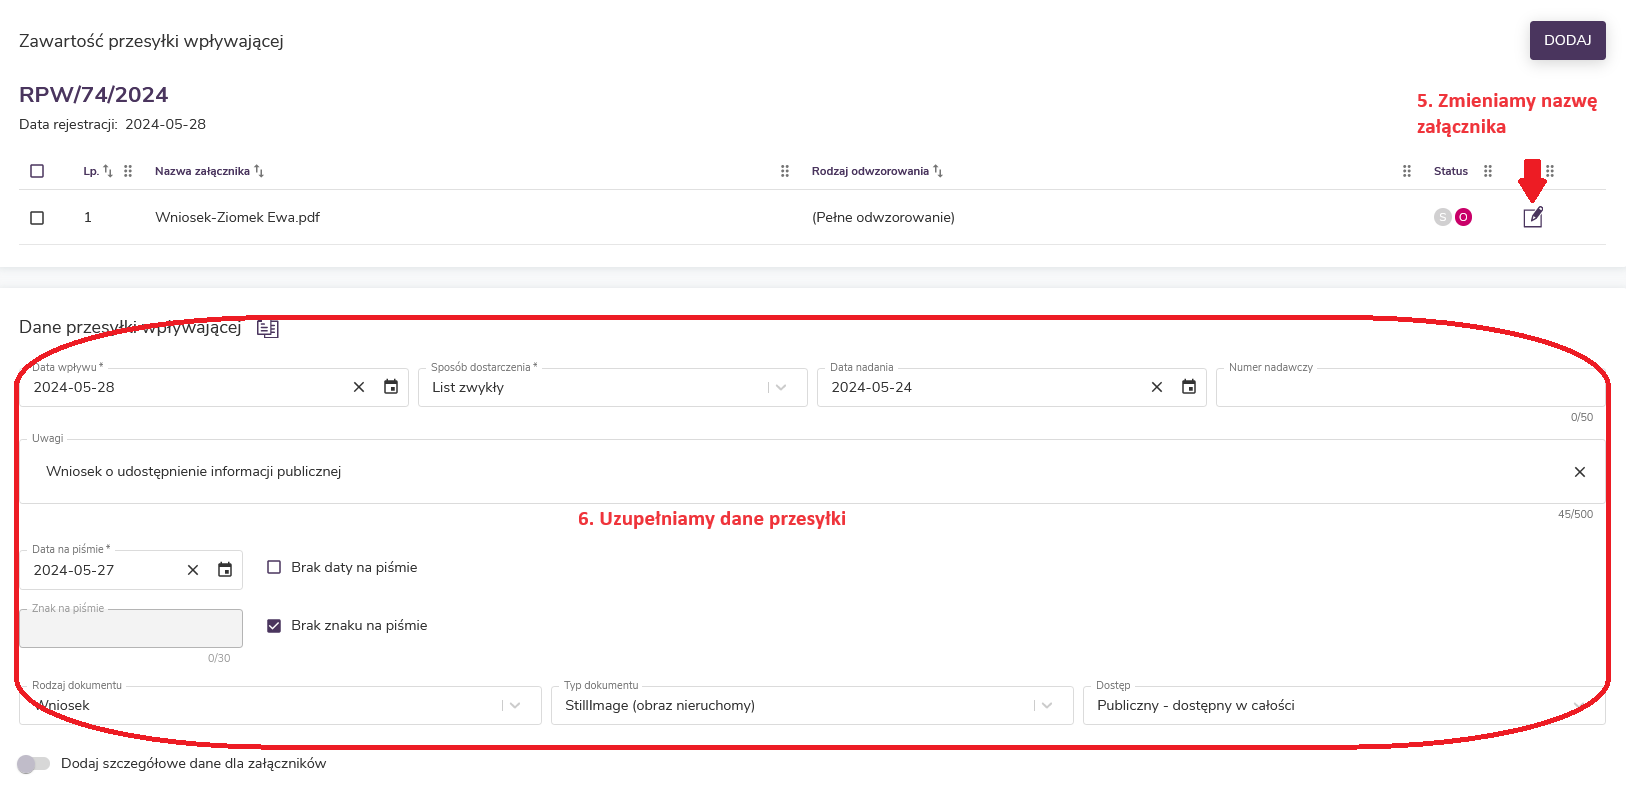 Zawartość przesyłki wpływającej
DODAJ
RPW/74/2024
Data rejestracji: 2024-05-28
5. Zmieniamy nazwę
załącznika
Lp. Nazwa załącznika Rodzaj odwzorowania Status
1 Wniosek-Ziomek Ewa.pdf (Pełne odwzorowanie) S O
Dane przesyłki wpływającej
Data wpływu * Sposób dostarczenia * Data nadania Numer nadawczy
2024-05-28 List zwykły 2024-05-24
0/50
Uwagi
Wniosek o udostępnienie informacji publicznej
45/500
6. Uzupełniamy dane przesyłki
Data na piśmie *
2024-05-27 Brak daty na piśmie
Znak na piśmie
Brak znaku na piśmie
0/30
Rodzaj dokumentu Typ dokumentu Dostęp
Wniosek StillImage (obraz nieruchomy) Publiczny - dostępny w całości
Dodaj szczegółowe dane dla załączników